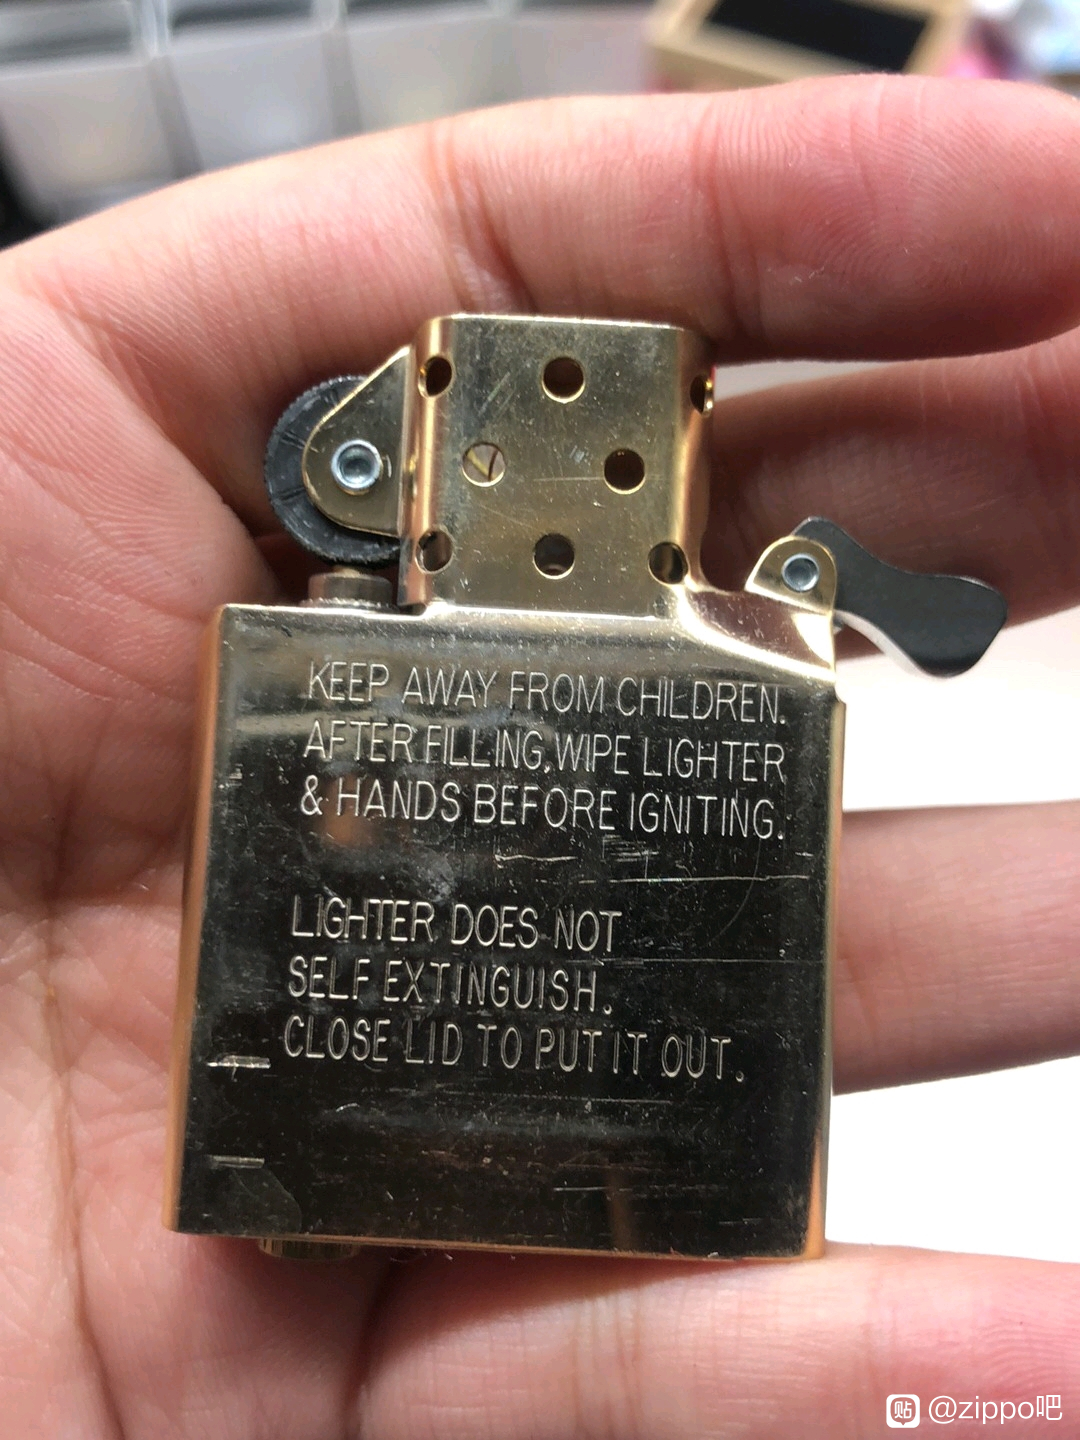 KEEP AWAY FROM CHILDREN.
AFTER FILLING, WIPE LIGHTER
& HANDS BEFORE IGNITING.
LIGHTER DOES NOT
SELF EXTINGUISH.
CLOSE LID TO PUT IT OUT.
贴 @zippo吧